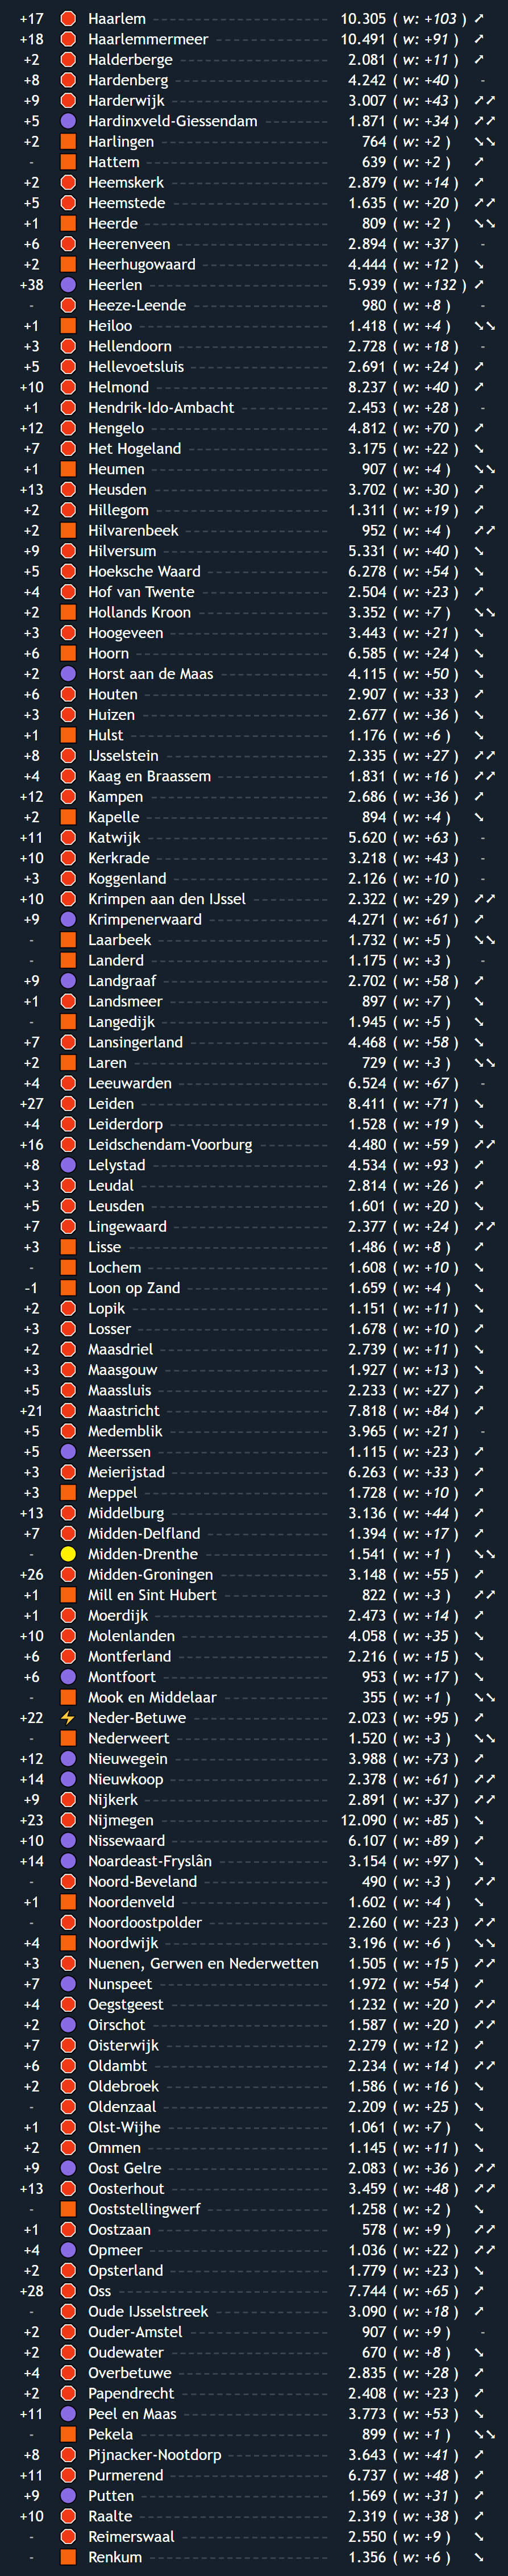 +17 Haarlem 10.305 ( w: +103 ) ➚
+18 Haarlemmermeer 10.491 ( w: +91 ) ➚
+2 Halderberge 2.081 ( w: +11 ) ➚
+8 Hardenberg 4.242 ( w: +40 ) -
+9 Harderwijk 3.007 ( w: +43 ) ➚➚
+5 Hardinxveld-Giessendam 1.871 ( w: +34 ) ➚➚
+2 Harlingen 764 ( w: +2 ) ➘➘
- Hattem 639 ( w: +2 ) ➚
+2 Heemskerk 2.879 ( w: +14 ) ➚
+5 Heemstede 1.635 ( w: +20 ) ➚➚
+1 Heerde 809 ( w: +2 ) ➘➘
+6 Heerenveen 2.894 ( w: +37 ) -
+2 Heerhugowaard 4.444 ( w: +12 ) ➘
+38 Heerlen 5.939 ( w: +132 ) ➚
- Heeze-Leende 980 ( w: +8 ) -
+1 Heiloo 1.418 ( w: +4 ) ➘➘
+3 Hellendoorn 2.728 ( w: +18 ) -
+5 Hellevoetsluis 2.691 ( w: +24 ) ➚
+10 Helmond 8.237 ( w: +40 ) ➚
+1 Hendrik-Ido-Ambacht 2.453 ( w: +28 ) -
+12 Hengelo 4.812 ( w: +70 ) ➚
+7 Het Hogeland 3.175 ( w: +22 ) ➘
+1 Heumen 907 ( w: +4 ) ➘➘
+13 Heusden 3.702 ( w: +30 ) ➚
+2 Hillegom 1.311 ( w: +19 ) ➚
+2 Hilvarenbeek 952 ( w: +4 ) ➚➚
+9 Hilversum 5.331 ( w: +40 ) ➘
+5 Hoeksche Waard 6.278 ( w: +54 ) ➘
+4 Hof van Twente 2.504 ( w: +23 ) ➚
+2 Hollands Kroon 3.352 ( w: +7 ) ➘➘
+3 Hoogeveen 3.443 ( w: +21 ) ➘
+6 Hoorn 6.585 ( w: +24 ) ➘
+2 Horst aan de Maas 4.115 ( w: +50 ) ➘
+6 Houten 2.907 ( w: +33 ) ➚
+3 Huizen 2.677 ( w: +36 ) ➘
+1 Hulst 1.176 ( w: +6 ) ➘
+8 IJsselstein 2.335 ( w: +27 ) ➚➚
+4 Kaag en Braassem 1.831 ( w: +16 ) ➚➚
+12 Kampen 2.686 ( w: +36 ) ➚
+2 Kapelle 894 ( w: +4 ) ➘
+11 Katwijk 5.620 ( w: +63 ) -
+10 Kerkrade 3.218 ( w: +43 ) -
+3 Koggenland 2.126 ( w: +10 ) -
+10 Krimpen aan den IJssel 2.322 ( w: +29 ) ➚➚
+9 Krimpenerwaard 4.271 ( w: +61 ) ➚
- Laarbeek 1.732 ( w: +5 ) ➘➘
- Landerd 1.175 ( w: +3 ) -
+9 Landgraaf 2.702 ( w: +58 ) ➚
+1 Landsmeer 897 ( w: +7 ) ➘
- Langedijk 1.945 ( w: +5 ) ➘
+7 Lansingerland 4.468 ( w: +58 ) ➘
+2 Laren 729 ( w: +3 ) ➘➘
+4 Leeuwarden 6.524 ( w: +67 ) -
+27 Leiden 8.411 ( w: +71 ) ➘
+4 Leiderdorp 1.528 ( w: +19 ) ➘
+16 Leidschendam-Voorburg 4.480 ( w: +59 ) ➚➚
+8 Lelystad 4.534 ( w: +93 ) ➚
+3 Leudal 2.814 ( w: +26 ) ➚
+5 Leusden 1.601 ( w: +20 ) ➘
+7 Lingewaard 2.377 ( w: +24 ) ➚➚
+3 Lisse 1.486 ( w: +8 ) ➚
- Lochem 1.608 ( w: +10 ) ➘
-1 Loon op Zand 1.659 ( w: +4 ) ➘
+2 Lopik 1.151 ( w: +11 ) ➘
+3 Losser 1.678 ( w: +10 ) ➚
+2 Maasdriel 2.739 ( w: +11 ) ➘
+3 Maasgouw 1.927 ( w: +13 ) ➘
+5 Maassluis 2.233 ( w: +27 ) ➚
+21 Maastricht 7.818 ( w: +84 ) ➚
+5 Medemblik 3.965 ( w: +21 ) -
+5 Meerssen 1.115 ( w: +23 ) ➚
+3 Meierijstad 6.263 ( w: +33 ) ➚
+3 Meppel 1.728 ( w: +10 ) ➚
+13 Middelburg 3.136 ( w: +44 ) ➚
+7 Midden-Delfland 1.394 ( w: +17 ) ➚
- Midden-Drenthe 1.541 ( w: +1 ) ➘➘
+26 Midden-Groningen 3.148 ( w: +55 ) ➚
+1 Mill en Sint Hubert 822 ( w: +3 ) ➚➚
+1 Moerdijk 2.473 ( w: +14 ) ➚
+10 Molenlanden 4.058 ( w: +35 ) ➘
+6 Montferland 2.216 ( w: +15 ) ➘
+6 Montfoort 953 ( w: +17 ) ➘
- Mook en Middelaar 355 ( w: +1 ) ➘➘
+22 Neder-Betuwe 2.023 ( w: +95 ) ➚
- Nederweert 1.520 ( w: +3 ) ➘➘
+12 Nieuwegein 3.988 ( w: +73 ) ➚
+14 Nieuwkoop 2.378 ( w: +61 ) ➚➚
+9 Nijkerk 2.891 ( w: +37 ) ➚➚
+23 Nijmegen 12.090 ( w: +85 ) ➘
+10 Nissewaard 6.107 ( w: +89 ) ➚
+14 Noardeast-Fryslân 3.154 ( w: +97 ) ➘
- Noord-Beveland 490 ( w: +3 ) ➚➚
+1 Noordenveld 1.602 ( w: +4 ) ➘
- Noordoostpolder 2.260 ( w: +23 ) ➚➚
+4 Noordwijk 3.196 ( w: +6 ) ➘➘
+3 Nuenen, Gerwen en Nederwetten 1.505 ( w: +15 ) ➚➚
+7 Nunspeet 1.972 ( w: +54 ) ➚
+4 Oegstgeest 1.232 ( w: +20 ) ➚➚
+2 Oirschot 1.587 ( w: +20 ) ➚➚
+7 Oisterwijk 2.279 ( w: +12 ) ➚
+6 Oldambt 2.234 ( w: +14 ) ➚➚
+2 Oldebroek 1.586 ( w: +16 ) ➘
- Oldenzaal 2.209 ( w: +25 ) ➘
+1 Olst-Wijhe 1.061 ( w: +7 ) ➘
+2 Ommen 1.145 ( w: +11 ) ➘
+9 Oost Gelre 2.083 ( w: +36 ) ➚➚
+13 Oosterhout 3.459 ( w: +48 ) ➚➚
- Ooststellingwerf 1.258 ( w: +2 ) ➘
+1 Oostzaan 578 ( w: +9 ) ➚➚
+4 Opmeer 1.036 ( w: +22 ) ➚➚
+2 Opsterland 1.779 ( w: +23 ) ➘
+28 Oss 7.744 ( w: +65 ) ➚
- Oude IJsselstreek 3.090 ( w: +18 ) ➚
+2 Ouder-Amstel 907 ( w: +9 ) -
+2 Oudewater 670 ( w: +8 ) ➘
+4 Overbetuwe 2.835 ( w: +28 ) ➚
+2 Papendrecht 2.408 ( w: +23 ) ➚
+11 Peel en Maas 3.773 ( w: +53 ) ➘
- Pekela 899 ( w: +1 ) ➘➘
+8 Pijnacker-Nootdorp 3.643 ( w: +41 ) ➚
+11 Purmerend 6.737 ( w: +48 ) ➚
+9 Putten 1.569 ( w: +31 ) ➚
+10 Raalte 2.319 ( w: +38 ) ➚
- Reimerswaal 2.550 ( w: +9 ) ➘
- Renkum 1.356 ( w: +6 ) ➘